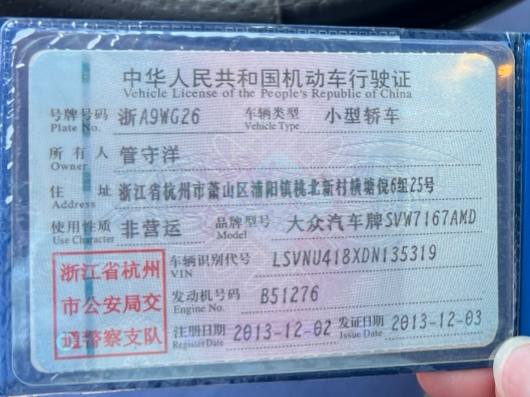 中华人民共和国机动车行驶证
Vehicle License of the People's Republic of China
号牌号码 浙A9WG26 车辆类型 小型轿车
Plate No. Vehicle Type
所有人 管守洋
Owner
住址 浙江省杭州市萧山区浦阳镇桃北新村横塘倪6组25号
Address
使用性质 非营运 品牌型号 大众汽车牌SVW7167AMD
Use Character Model
浙江省杭州
市公安局交
通警察支队
车辆识别代号 LSVNU418XDN135319
VIN
发动机号码 B51276
Engine No.
注册日期 2013-12-02 发证日期 2013-12-03
Register Date Issue Date